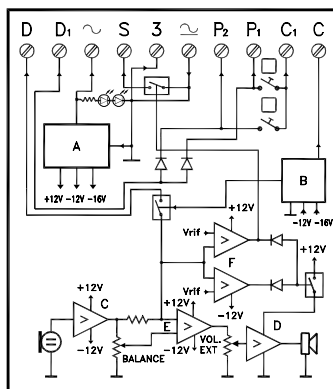 D D1 ~ S 3 ≂ P2 P1 C1 C
A
B
+12V -12V -16V
-12V -16V
+12V
+12V
Vrif
F
+12V
C
+12V
Vrif
E
-12V
D
-12V
-12V
BALANCE
VOL.
EXT